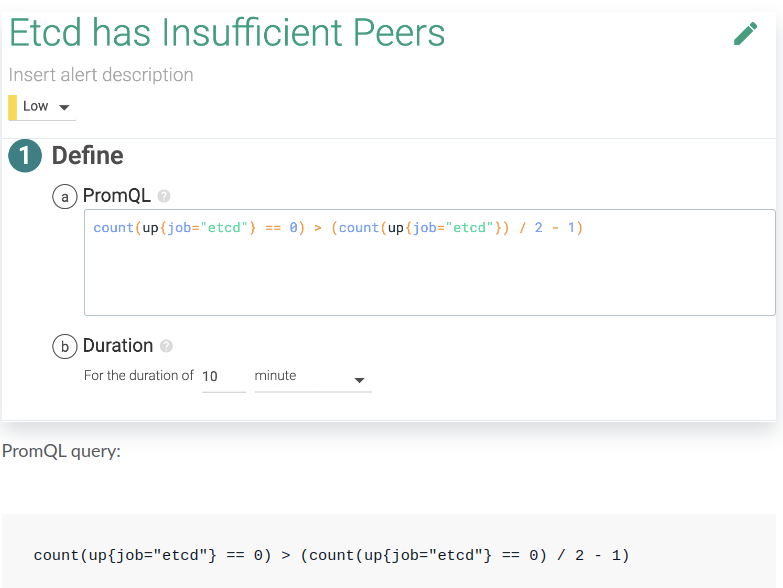 Etcd has Insufficient Peers
Insert alert description
Low
1 Define
a PromQL ?
count(up{job="etcd"} == 0) > (count(up{job="etcd"}) / 2 - 1)
b Duration ?
For the duration of 10 minute
PromQL query:
count(up{job="etcd"} == 0) > (count(up{job="etcd"} == 0) / 2 - 1)